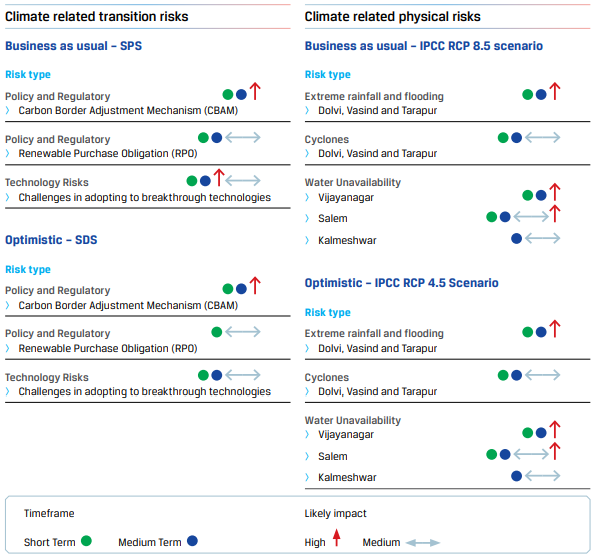 Climate related transition risks
Business as usual – SPS
Risk type
Policy and Regulatory
Carbon Border Adjustment Mechanism (CBAM)
Policy and Regulatory
Renewable Purchase Obligation (RPO)
Technology Risks
Challenges in adopting to breakthrough technologies
Optimistic – SDS
Risk type
Policy and Regulatory
Carbon Border Adjustment Mechanism (CBAM)
Policy and Regulatory
Renewable Purchase Obligation (RPO)
Technology Risks
Challenges in adopting to breakthrough technologies
Climate related physical risks
Business as usual – IPCC RCP 8.5 scenario
Risk type
Extreme rainfall and flooding
Dolvi, Vasind and Tarapur
Cyclones
Dolvi, Vasind and Tarapur
Water Unavailability
Vijayanagar
Salem
Kalmeshwar
Optimistic – IPCC RCP 4.5 Scenario
Risk type
Extreme rainfall and flooding
Dolvi, Vasind and Tarapur
Cyclones
Dolvi, Vasind and Tarapur
Water Unavailability
Vijayanagar
Salem
Kalmeshwar
Timeframe
Short Term Medium Term
Likely impact
High Medium